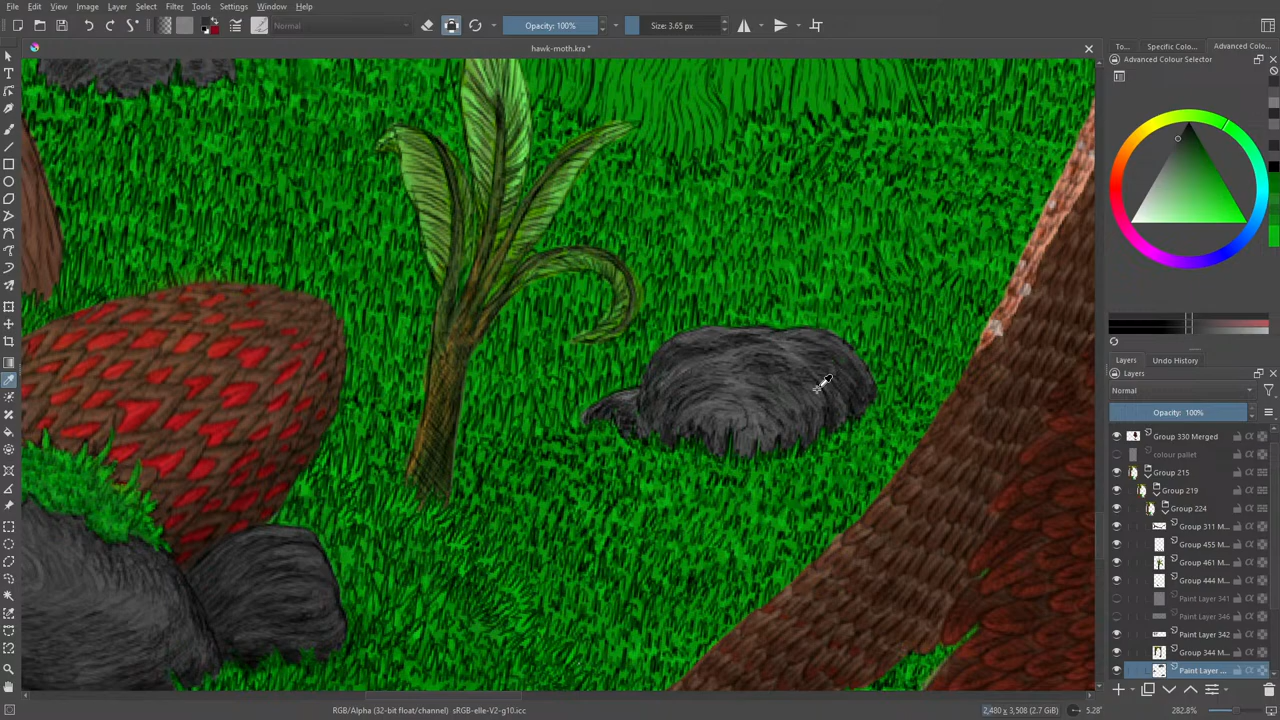 File Edit View Image Layer Select Filter Tools Settings Window Help
Normal Opacity: 100% Size: 3.65 px
hawk-moth.kra *
To... Specific Colo... Advanced Colo...
Advanced Colour Selector
Layers Undo History
Layers
Normal
Opacity: 100%
Group 330 Merged
colour pallet
Group 215
Group 219
Group 224
Group 311 M...
Group 455 M...
Group 461 M...
Group 444 M...
Paint Layer 341
Paint Layer 346
Paint Layer 342
Group 344 M...
Paint Layer ...
RGB/Alpha (32-bit float/channel) sRGB-elle-V2-g10.icc
2,480 x 3,508 (2.7 GiB)
5.28°
282.8%